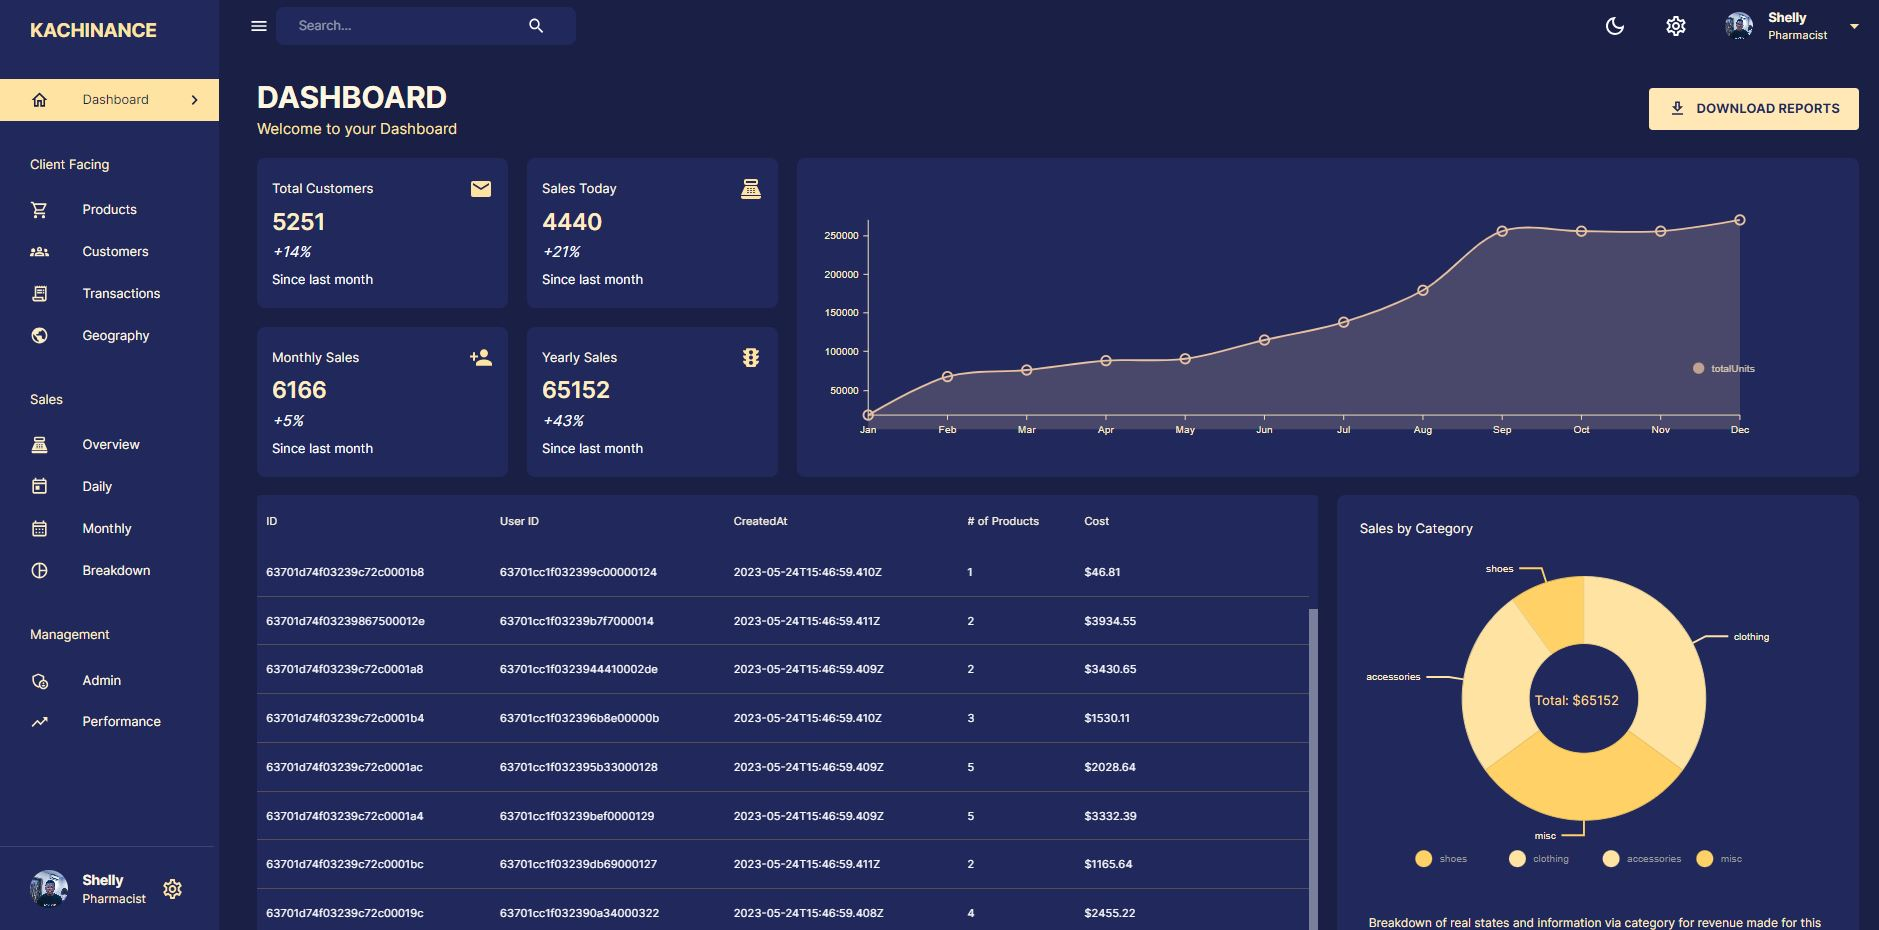 KACHINANCE
Search...
Shelly
Pharmacist
Dashboard
Client Facing
Products
Customers
Transactions
Geography
Sales
Overview
Daily
Monthly
Breakdown
Management
Admin
Performance
Shelly
Pharmacist
DASHBOARD
Welcome to your Dashboard
DOWNLOAD REPORTS
Total Customers
5251
+14%
Since last month
Sales Today
4440
+21%
Since last month
Monthly Sales
6166
+5%
Since last month
Yearly Sales
65152
+43%
Since last month
250000
200000
150000
100000
50000
Jan Feb Mar Apr May Jun Jul Aug Sep Oct Nov Dec
totalUnits
ID User ID CreatedAt # of Products Cost
63701d74f03239c72c0001b8 63701cc1f032399c00000124 2023-05-24T15:46:59.410Z 1 $46.81
63701d74f03239867500012e 63701cc1f03239b7f7000014 2023-05-24T15:46:59.411Z 2 $3934.55
63701d74f03239c72c0001a8 63701cc1f0323944410002de 2023-05-24T15:46:59.409Z 2 $3430.65
63701d74f03239c72c0001b4 63701cc1f032396b8e00000b 2023-05-24T15:46:59.410Z 3 $1530.11
63701d74f03239c72c0001ac 63701cc1f032395b33000128 2023-05-24T15:46:59.409Z 5 $2028.64
63701d74f03239c72c0001a4 63701cc1f03239bef0000129 2023-05-24T15:46:59.409Z 5 $3332.39
63701d74f03239c72c0001bc 63701cc1f03239db69000127 2023-05-24T15:46:59.411Z 2 $1165.64
63701d74f03239c72c00019c 63701cc1f032390a34000322 2023-05-24T15:46:59.408Z 4 $2455.22
Sales by Category
shoes
clothing
accessories
Total: $65152
misc
shoes clothing accessories misc
Breakdown of real states and information via category for revenue made for this